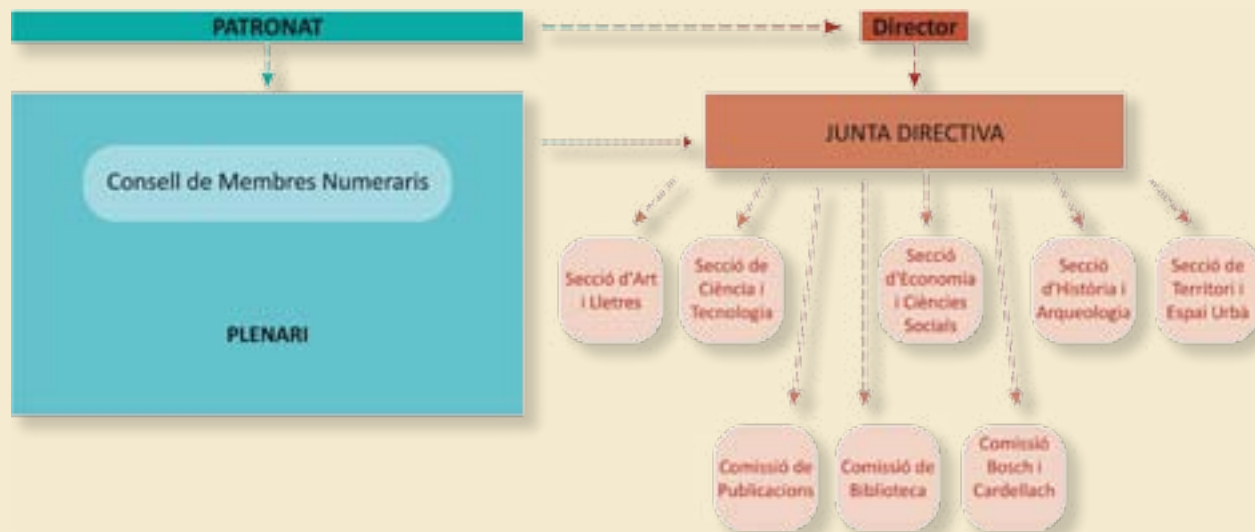 PATRONAT
Director
JUNTA DIRECTIVA
Consell de Membres Numeraris
PLENARI
Secció d'Art
i Lletres
Secció de
Ciència i
Tecnologia
Secció
d'Economia
i Ciències
Socials
Secció
d'Història i
Arqueologia
Secció de
Territori i
Espai Urbà
Comissió de
Publicacions
Comissió de
Biblioteca
Comissió
Bosch i
Cardellach